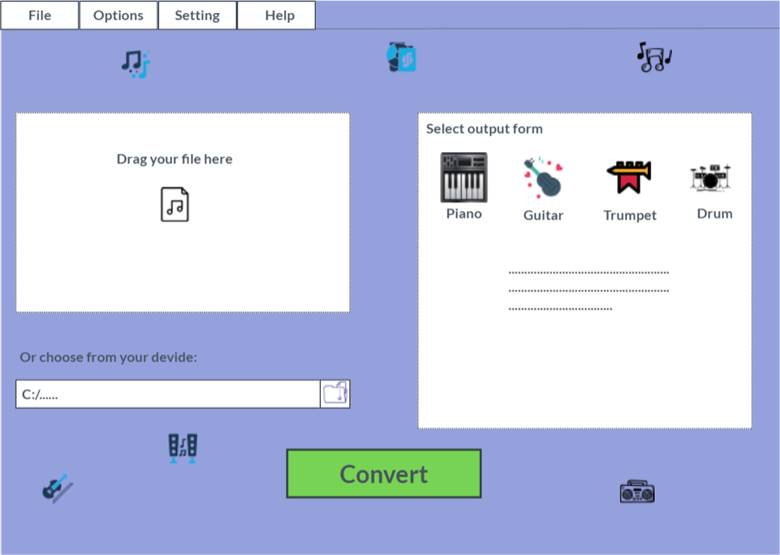 File Options Setting Help
Drag your file here
Select output form
Piano Guitar Trumpet Drum
Or choose from your devide:
C:/......
Convert